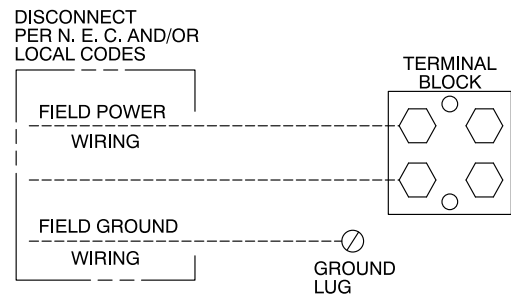 DISCONNECT
PER N. E. C. AND/OR
LOCAL CODES
TERMINAL
BLOCK
FIELD POWER
WIRING
FIELD GROUND
WIRING
GROUND
LUG